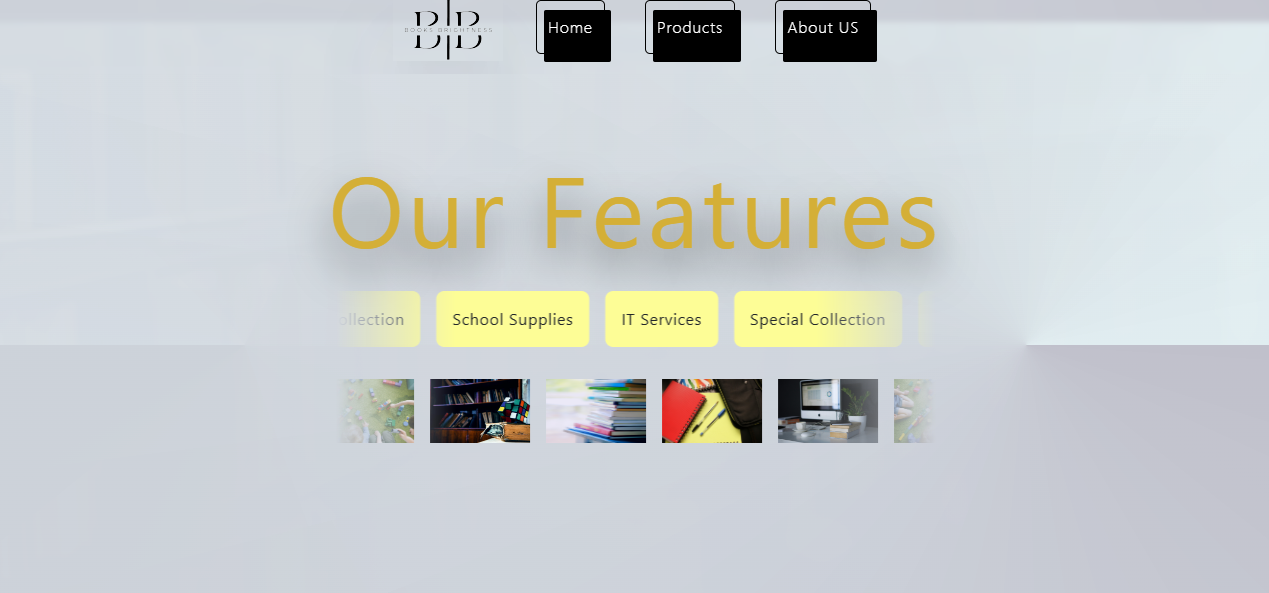 B|B
BOOKS BRIGHTNESS
Home
Products
About US
Our Features
ollection
School Supplies
IT Services
Special Collection